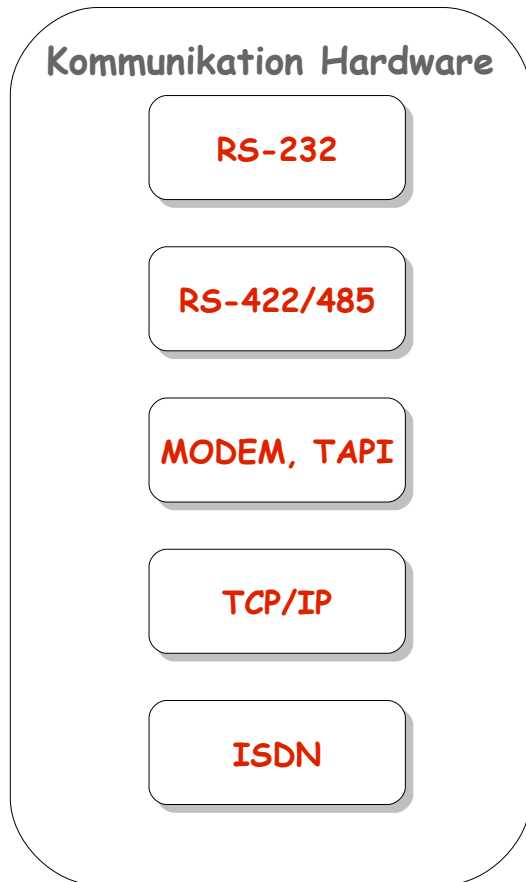 Kommunikation Hardware
RS-232
RS-422/485
MODEM, TAPI
TCP/IP
ISDN